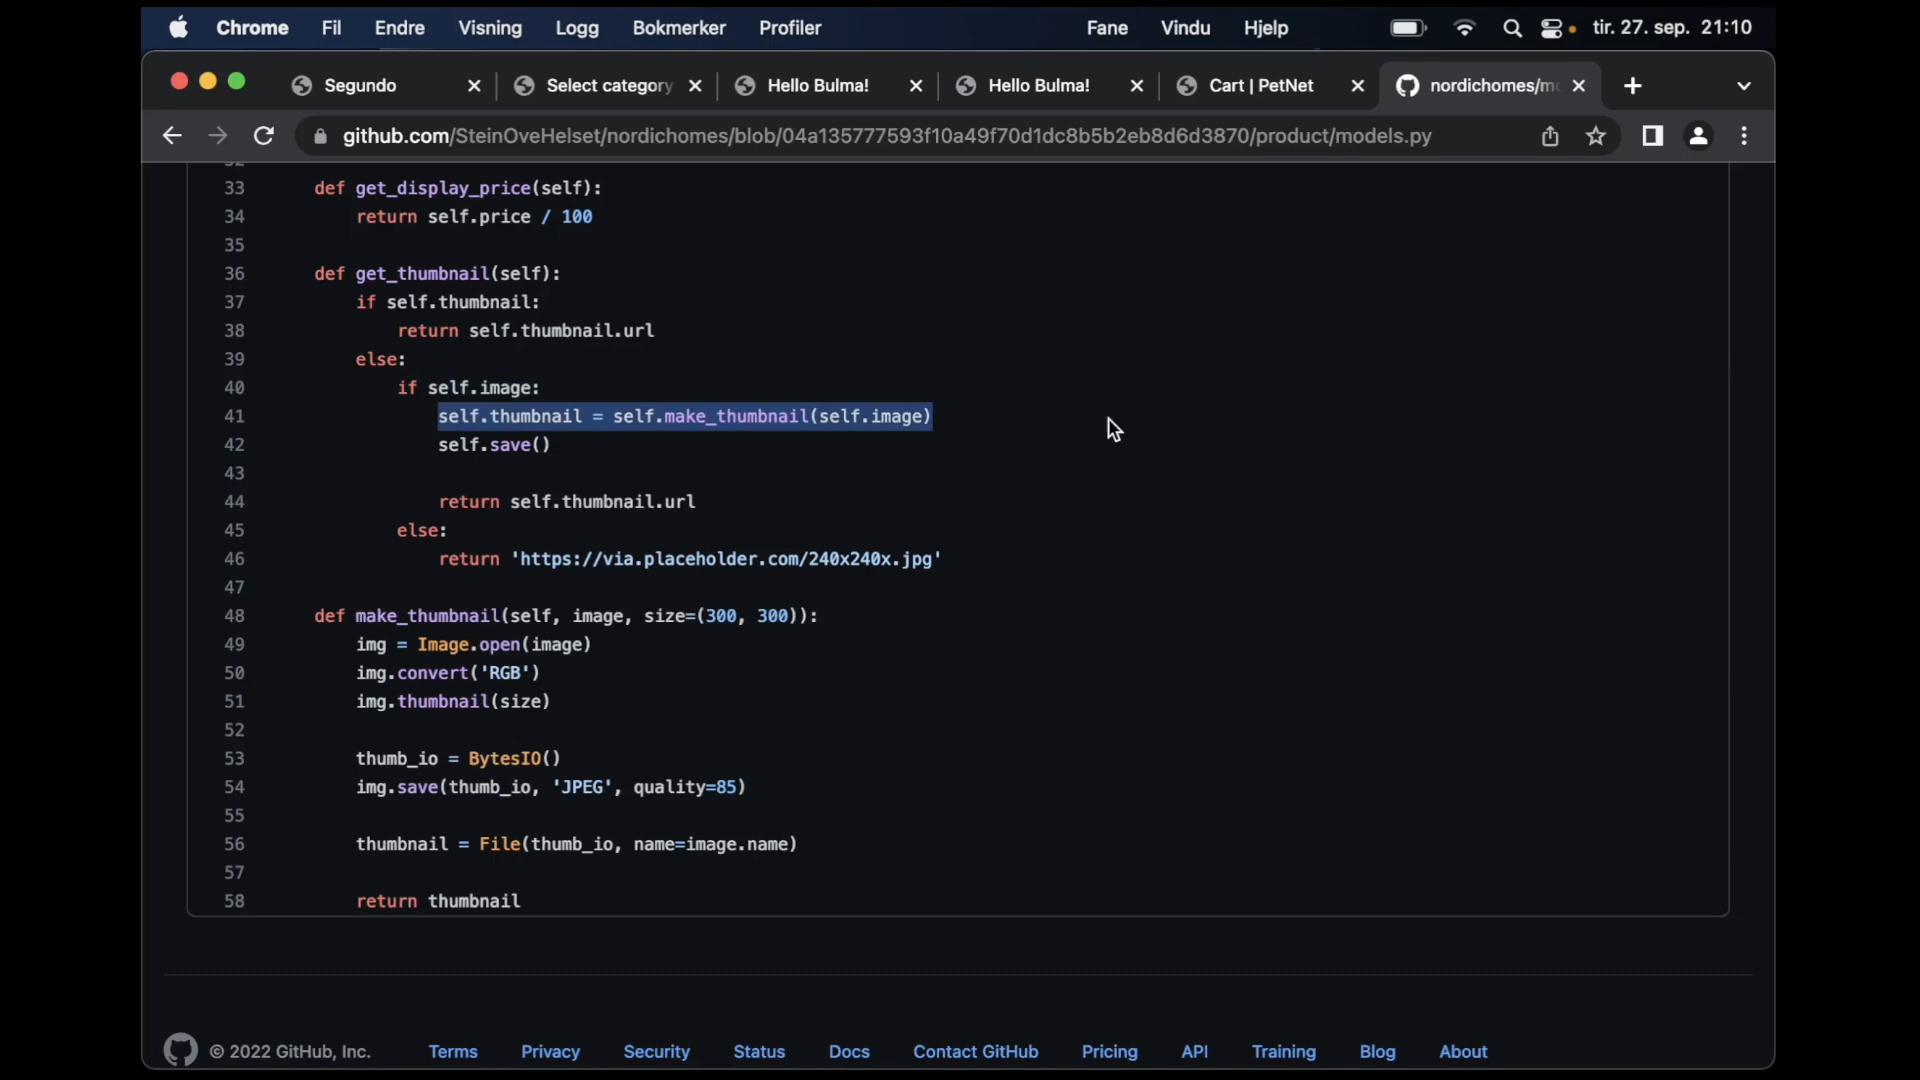 Chrome Fil Endre Visning Logg Bokmerker Profiler Fane Vindu Hjelp tir. 27. sep. 21:10
Segundo Select category Hello Bulma! Hello Bulma! Cart | PetNet nordichomes/mo
github.com/SteinOveHelset/nordichomes/blob/04a135777593f10a49f70d1dc8b5b2eb8d6d3870/product/models.py
32
33 def get_display_price(self):
34 return self.price / 100
35
36 def get_thumbnail(self):
37 if self.thumbnail:
38 return self.thumbnail.url
39 else:
40 if self.image:
41 self.thumbnail = self.make_thumbnail(self.image)
42 self.save()
43
44 return self.thumbnail.url
45 else:
46 return 'https://via.placeholder.com/240x240x.jpg'
47
48 def make_thumbnail(self, image, size=(300, 300)):
49 img = Image.open(image)
50 img.convert('RGB')
51 img.thumbnail(size)
52
53 thumb_io = BytesIO()
54 img.save(thumb_io, 'JPEG', quality=85)
55
56 thumbnail = File(thumb_io, name=image.name)
57
58 return thumbnail
© 2022 GitHub, Inc. Terms Privacy Security Status Docs Contact GitHub Pricing API Training Blog About